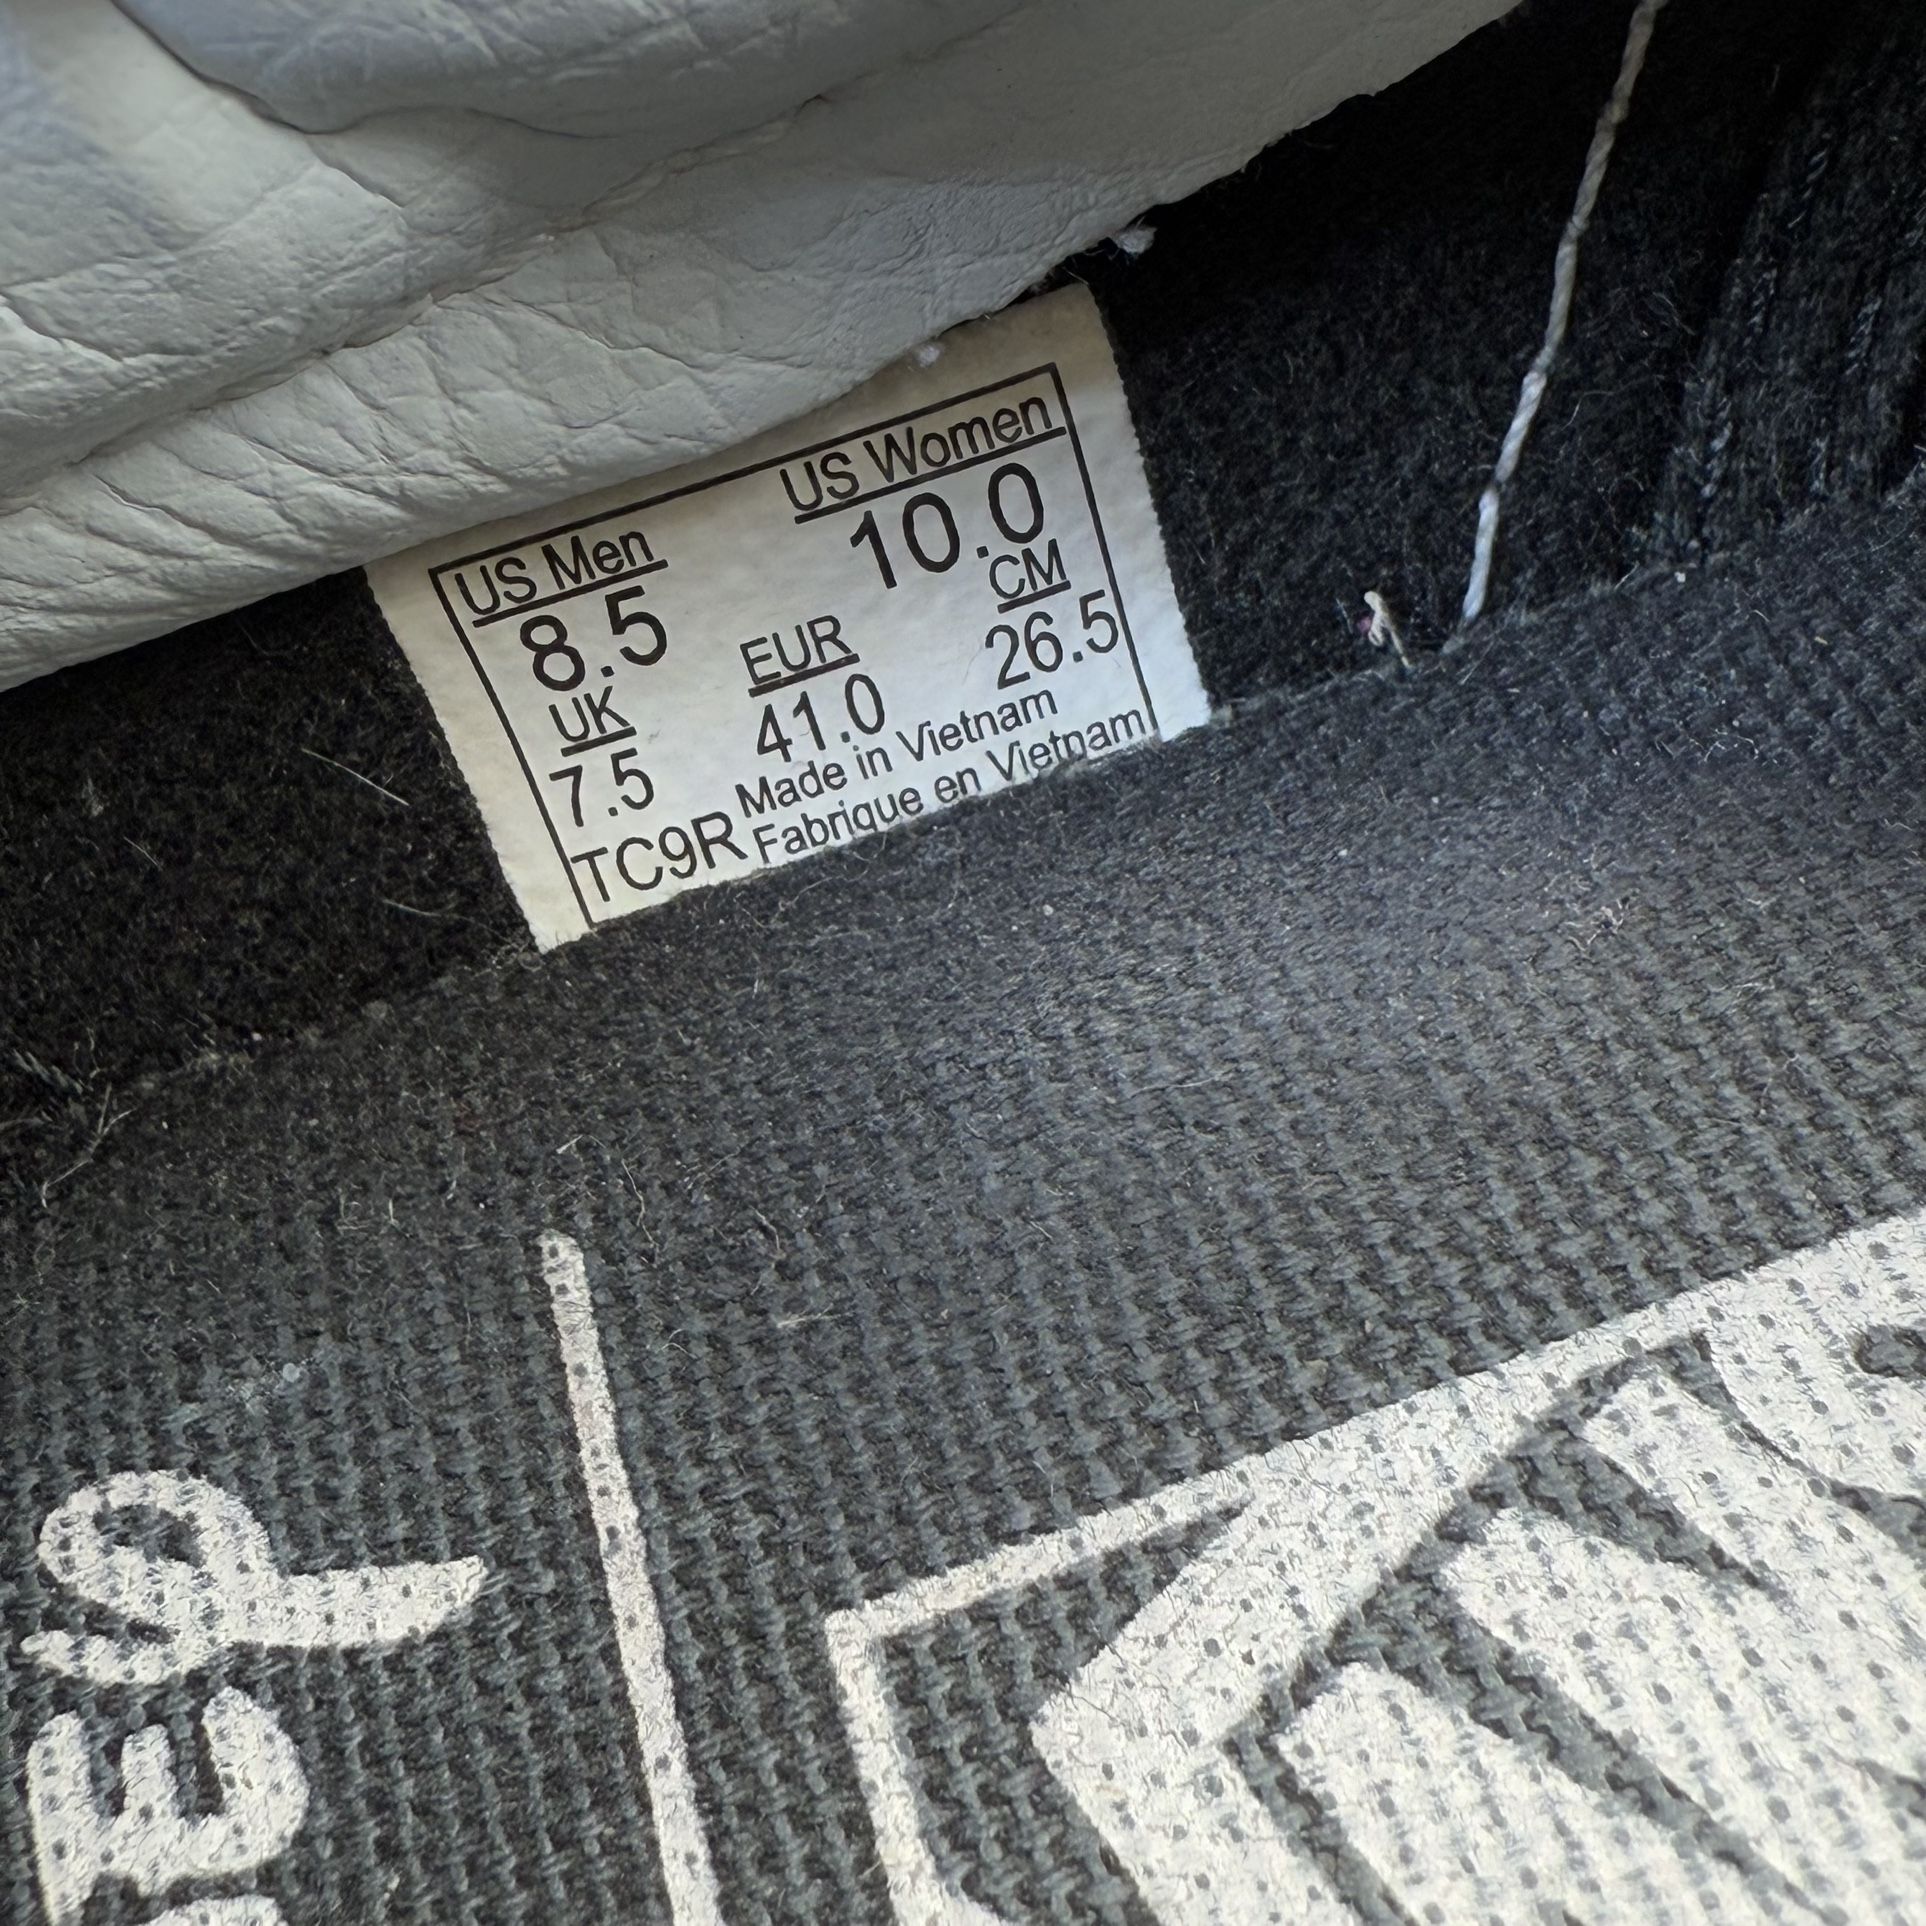 US Men US Women
8.5 10.0
UK EUR CM
7.5 41.0 26.5
TC9R Made in Vietnam
Fabrique en Vietnam